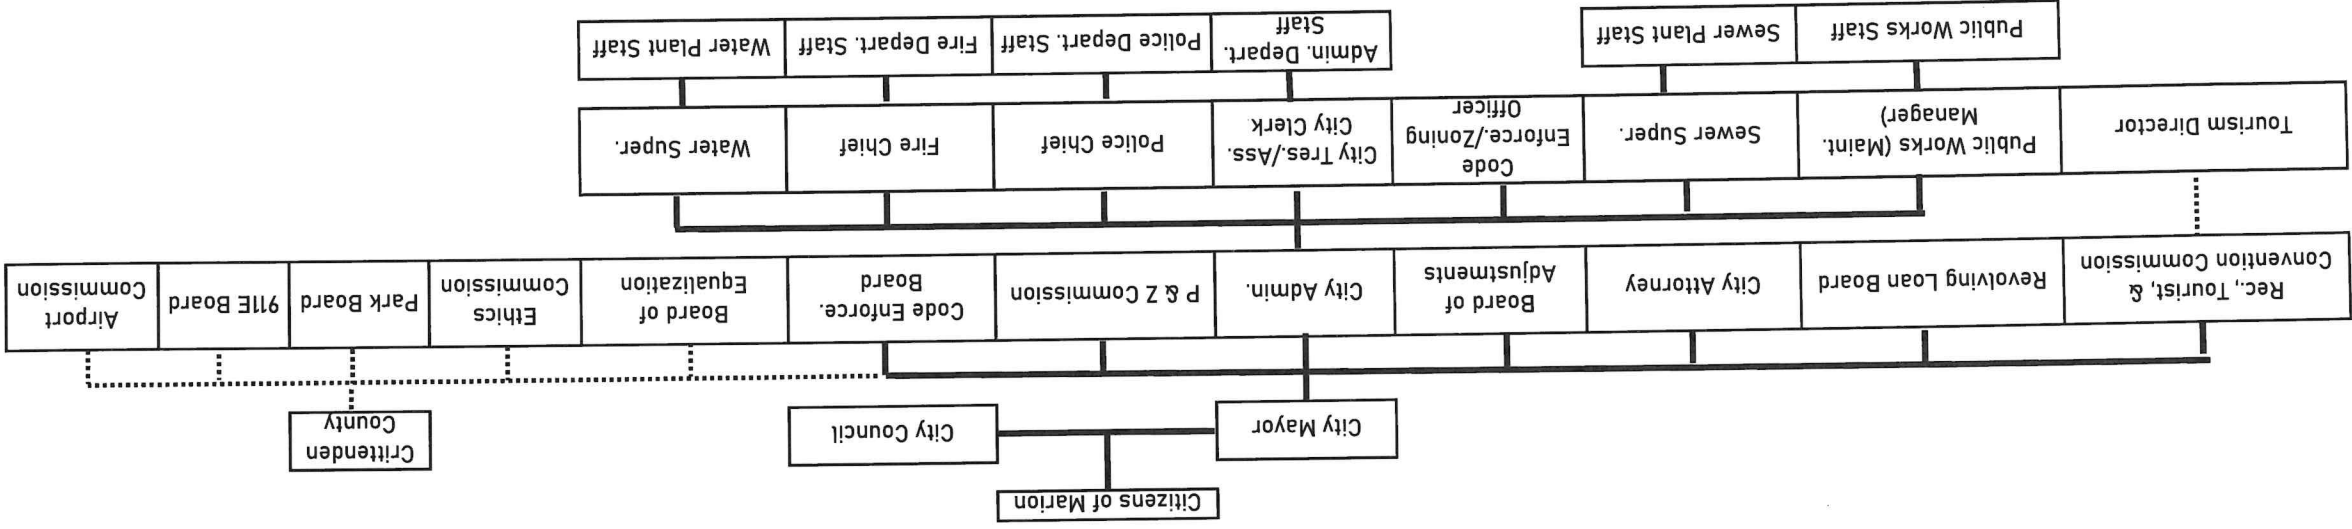 Citizens of Marion
City Mayor
City Council
Crittenden
County
Rec., Tourist, &
Convention Commission
Revolving Loan Board
City Attorney
Board of
Adjustments
City Admin.
P & Z Commission
Code Enforce.
Board
Board of
Equalization
Ethics
Commission
Park Board
911E Board
Airport
Commission
Tourism Director
Public Works (Maint.
Manager)
Sewer Super.
Code
Enforce./Zoning/
Officer
City Tres./Ass.
City Clerk
Police Chief
Fire Chief
Water Super.
Public Works Staff
Sewer Plant Staff
Admin. Depart.
Staff
Police Depart. Staff
Fire Depart. Staff
Water Plant Staff